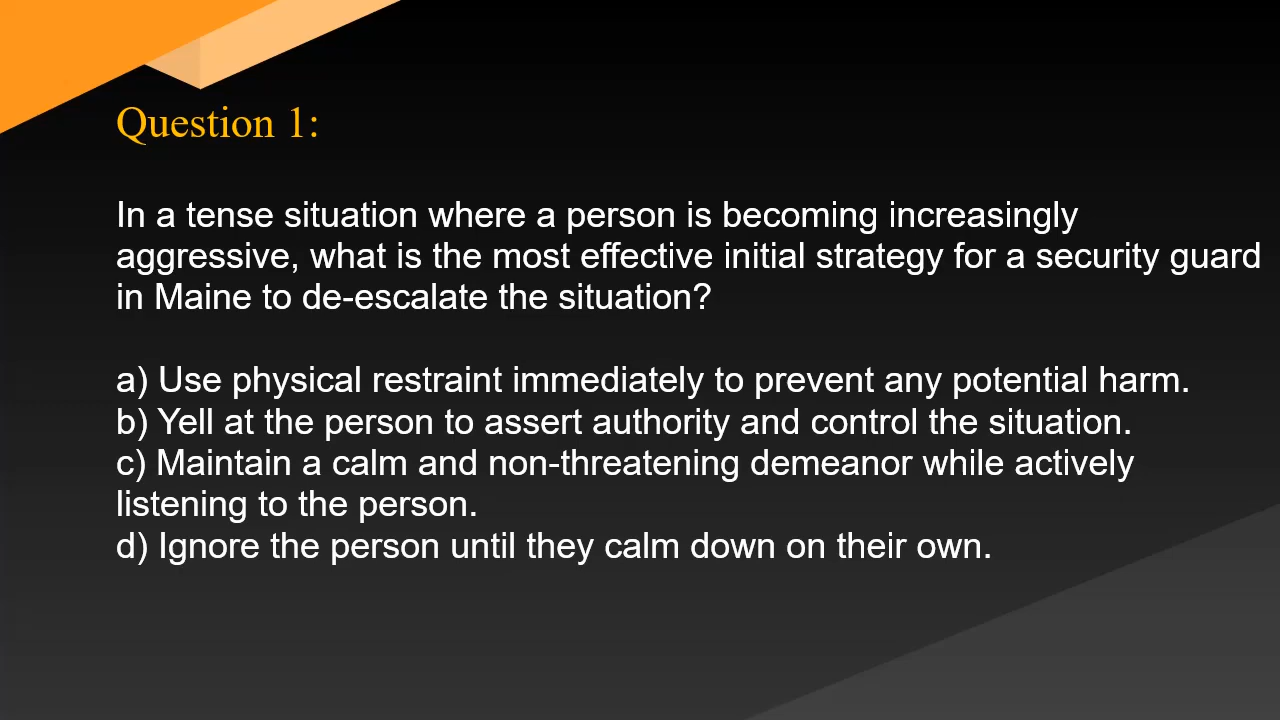 Question 1:
In a tense situation where a person is becoming increasingly
aggressive, what is the most effective initial strategy for a security guard
in Maine to de-escalate the situation?
a) Use physical restraint immediately to prevent any potential harm.
b) Yell at the person to assert authority and control the situation.
c) Maintain a calm and non-threatening demeanor while actively
listening to the person.
d) Ignore the person until they calm down on their own.